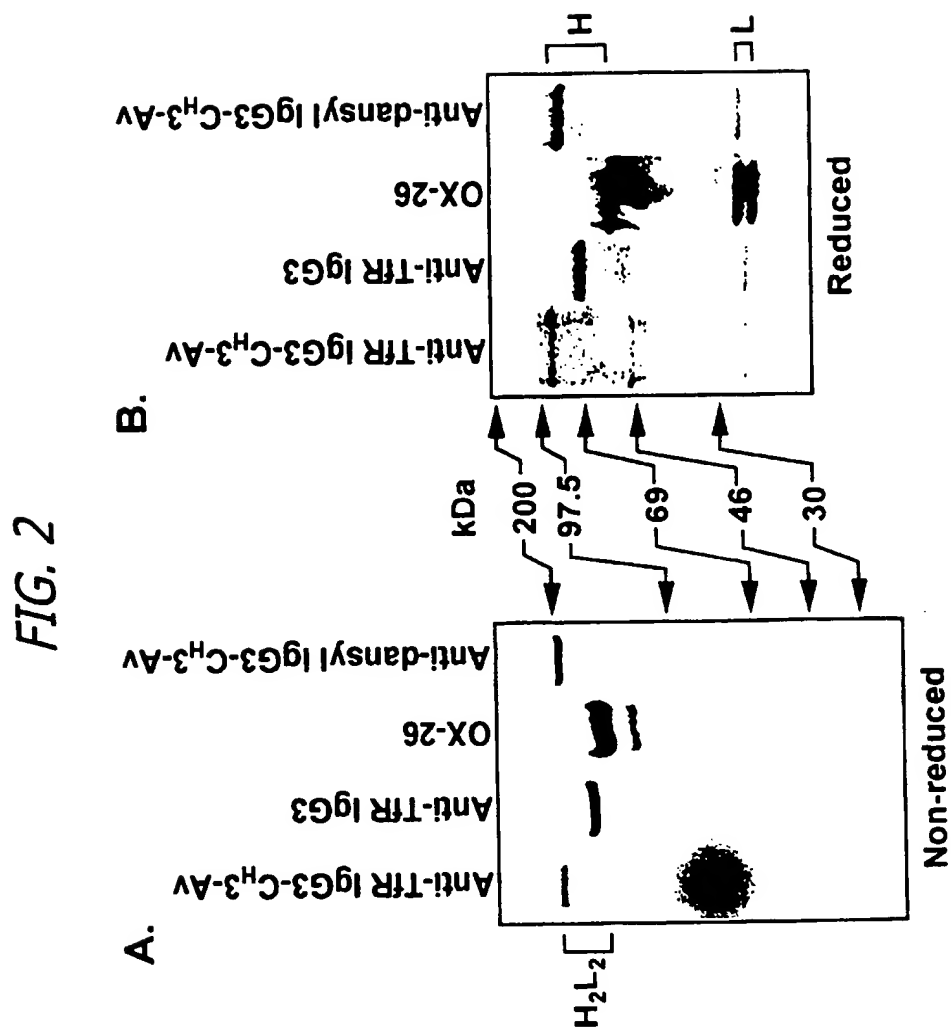 FIG. 2
A.
Anti-TfR IgG3-CH3-Av
Anti-TfR IgG3
OX-26
Anti-dansyl IgG3-CH3-Av
H2L2
Non-reduced
kDa
200
97.5
69
46
30
B.
Anti-TfR IgG3-CH3-Av
Anti-TfR IgG3
OX-26
Anti-dansyl IgG3-CH3-Av
H
L
Reduced